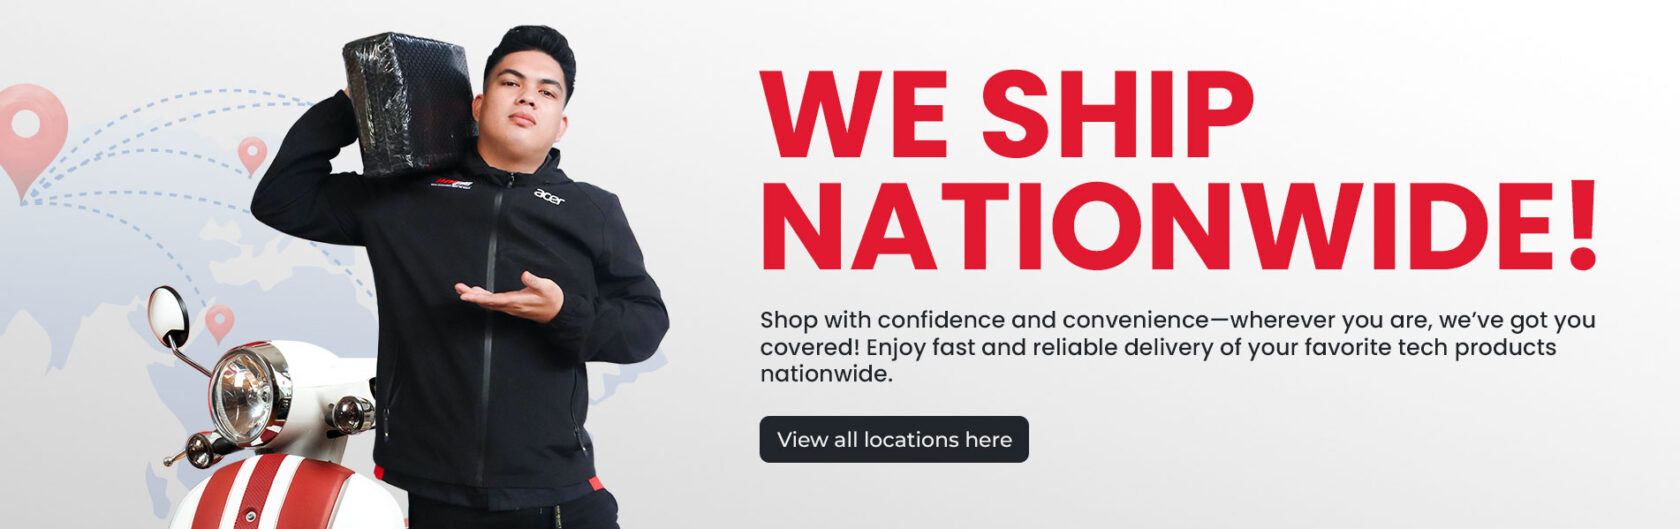 acer
WE SHIP
NATIONWIDE!
Shop with confidence and convenience—wherever you are, we’ve got you
covered! Enjoy fast and reliable delivery of your favorite tech products
nationwide.
View all locations here